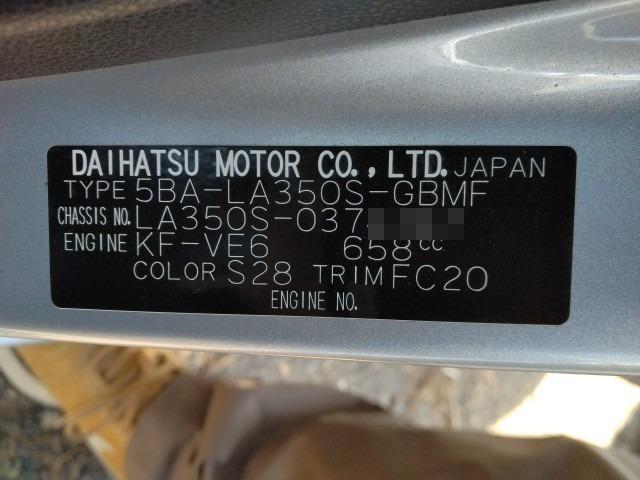 DAIHATSU MOTOR CO., LTD. JAPAN
TYPE 5BA-LA350S-GBMF
CHASSIS NO. LA350S-037
ENGINE KF-VE6 658cc
COLOR S28 TRIM FC20
ENGINE NO.